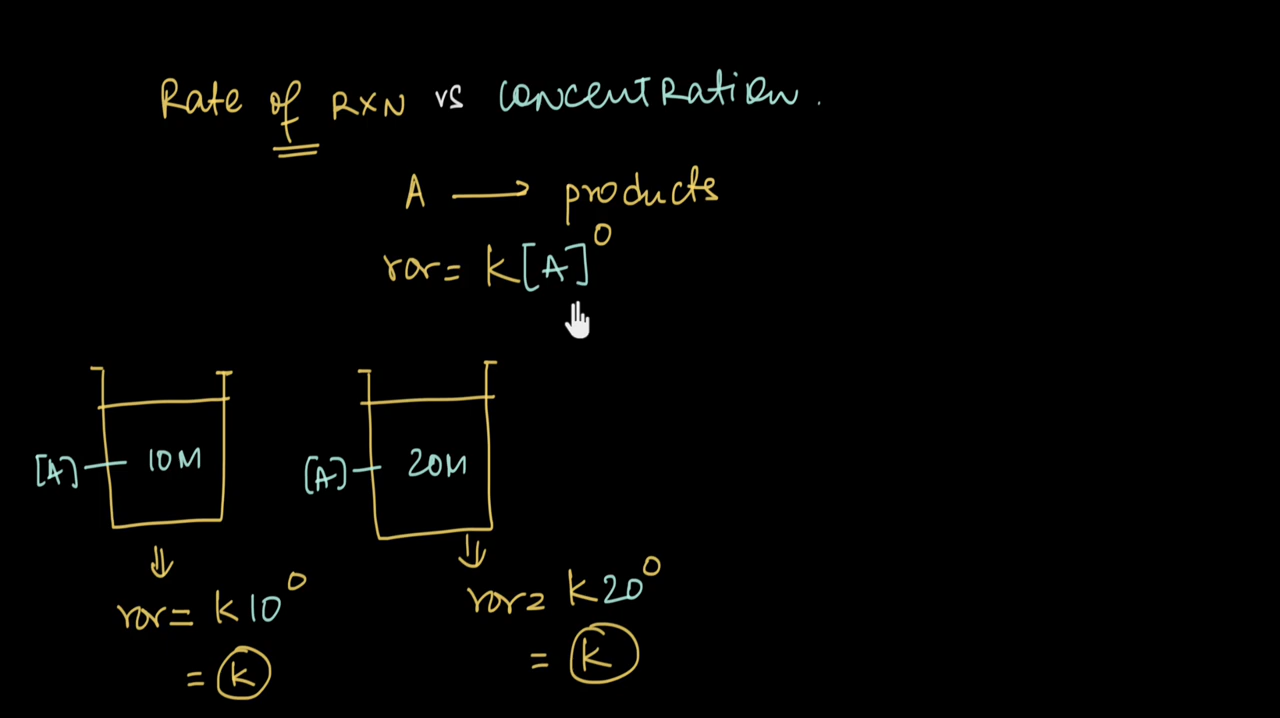 Rate of RXN vs concentration.
A → products
ror = k[A]⁰
[A] 10M
[A] 20M
⇓ ⇓
ror = k10⁰
= k
ror = k20⁰
= k